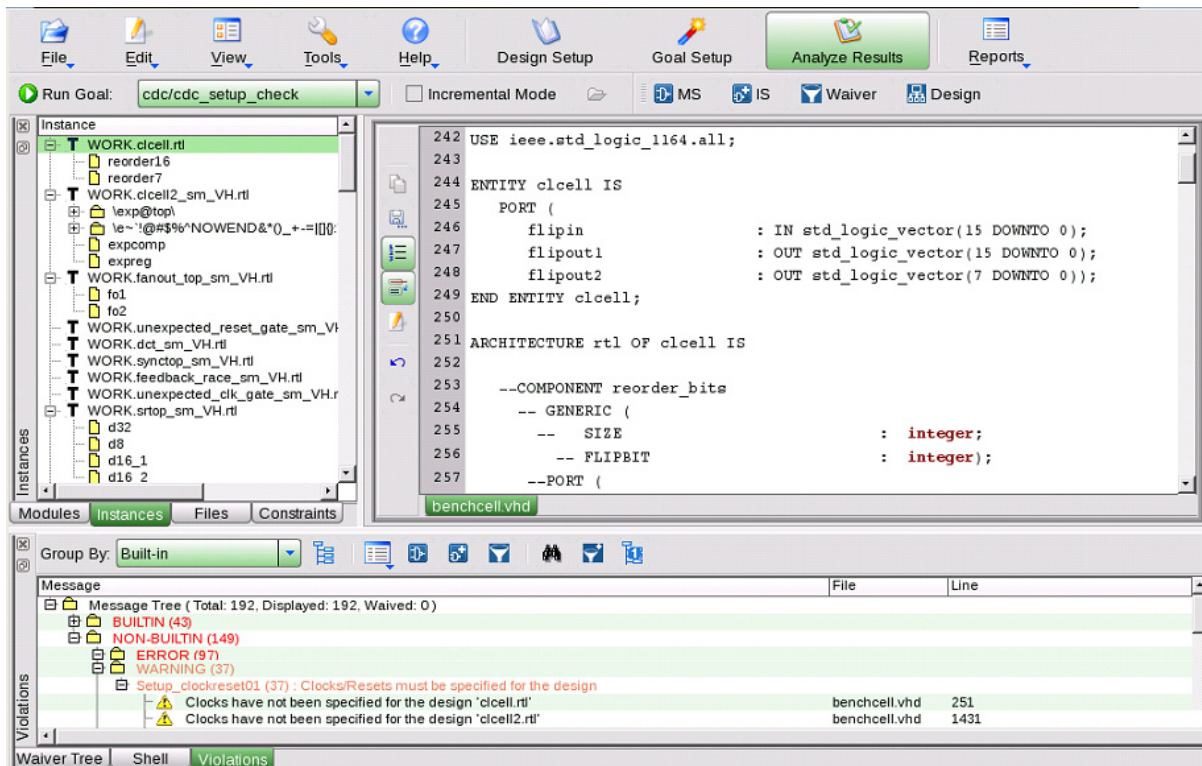 File Edit View Tools Help Design Setup Goal Setup Analyze Results Reports
Run Goal: cdc/cdc_setup_check Incremental Mode MS IS Waiver Design
Instance
WORK.clcell.rtl
reorder16
reorder7
WORK.clcell2_sm_VH.rtl
\exp@top\
\e~`!@#$%^NOWEND&*()_+-=|[]{}:
expcomp
expreg
WORK.fanout_top_sm_VH.rtl
fo1
fo2
WORK.unexpected_reset_gate_sm_VH
WORK.dct_sm_VH.rtl
WORK.synctop_sm_VH.rtl
WORK.feedback_race_sm_VH.rtl
WORK.unexpected_clk_gate_sm_VH.r
WORK.srtop_sm_VH.rtl
d32
d8
d16_1
d16_2
Instances
Modules Instances Files Constraints
242 USE ieee.std_logic_1164.all;
243
244 ENTITY clcell IS
245 PORT (
246 flipin : IN std_logic_vector(15 DOWNTO 0);
247 flipout1 : OUT std_logic_vector(15 DOWNTO 0);
248 flipout2 : OUT std_logic_vector(7 DOWNTO 0));
249 END ENTITY clcell;
250
251 ARCHITECTURE rtl OF clcell IS
252
253 --COMPONENT reorder_bits
254 -- GENERIC (
255 -- SIZE : integer;
256 -- FLIPBIT : integer);
257 --PORT (
benchcell.vhd
Group By: Built-in
Message File Line
Message Tree ( Total: 192, Displayed: 192, Waived: 0 )
BUILTIN (43)
NON-BUILTIN (149)
ERROR (97)
WARNING (37)
Setup_clockreset01 (37) : Clocks/Resets must be specified for the design
Clocks have not been specified for the design 'clcell.rtl' benchcell.vhd 251
Clocks have not been specified for the design 'clcell2.rtl' benchcell.vhd 1431
Violations
Waiver Tree Shell Violations